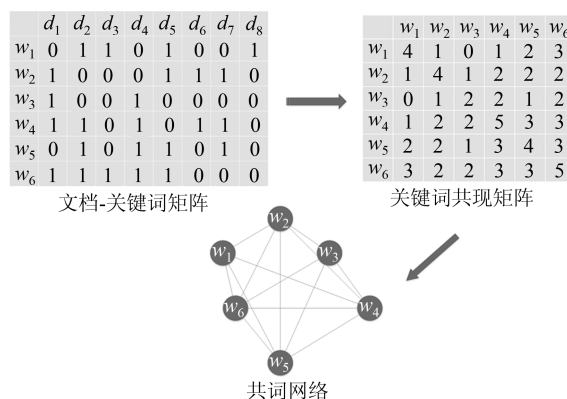 d1 d2 d3 d4 d5 d6 d7 d8
w1 0 1 1 0 1 0 0 1
w2 1 0 0 0 1 1 1 0
w3 1 0 0 1 0 0 0 0
w4 1 1 0 1 0 1 1 0
w5 0 1 0 1 1 0 1 0
w6 1 1 1 1 1 0 0 0
文档-关键词矩阵
w1 w2 w3 w4 w5 w6
w1 4 1 0 1 2 3
w2 1 4 1 2 2 2
w3 0 1 2 2 1 2
w4 1 2 2 5 3 3
w5 2 2 1 3 4 3
w6 3 2 2 3 3 5
关键词共现矩阵
w2
w1 w3
w6 w4
w5
共词网络